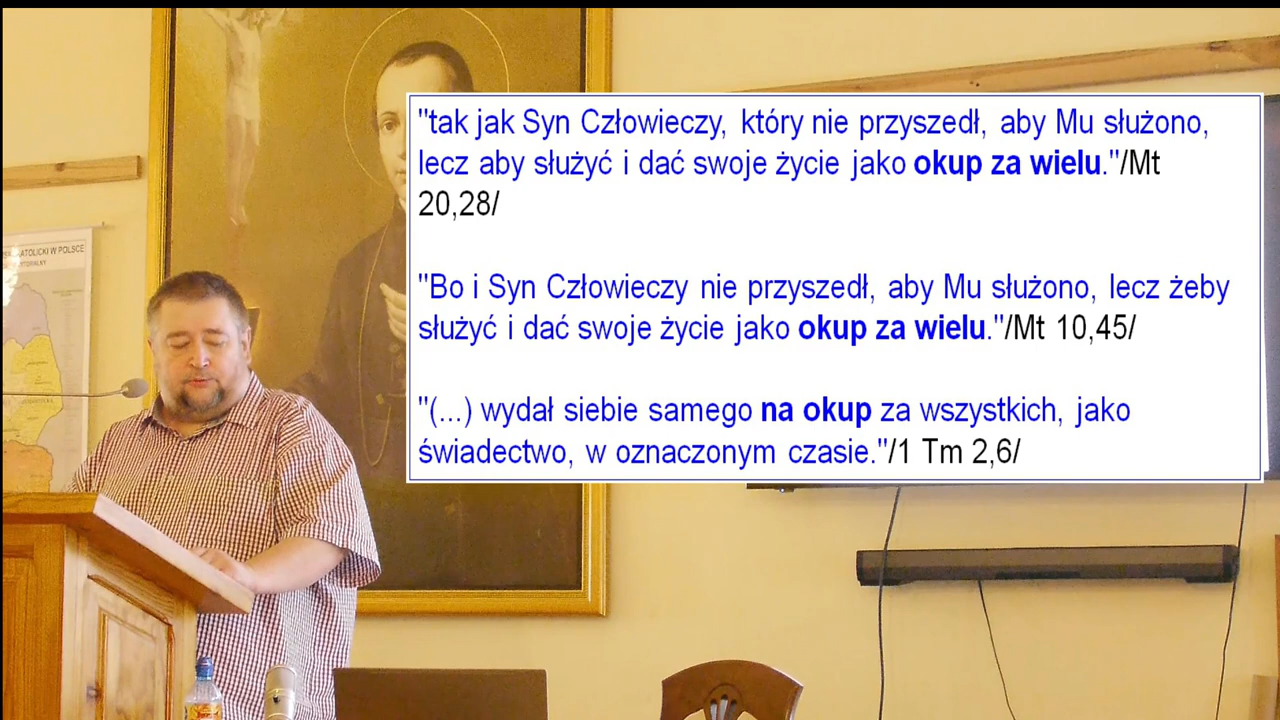 "tak jak Syn Człowieczy, który nie przyszedł, aby Mu służono,
lecz aby służyć i dać swoje życie jako okup za wielu."/Mt
20,28/
"Bo i Syn Człowieczy nie przyszedł, aby Mu służono, lecz żeby
służyć i dać swoje życie jako okup za wielu."/Mt 10,45/
"(...) wydał siebie samego na okup za wszystkich, jako
świadectwo, w oznaczonym czasie."/1 Tm 2,6/
KATOLICKI W POLSCE